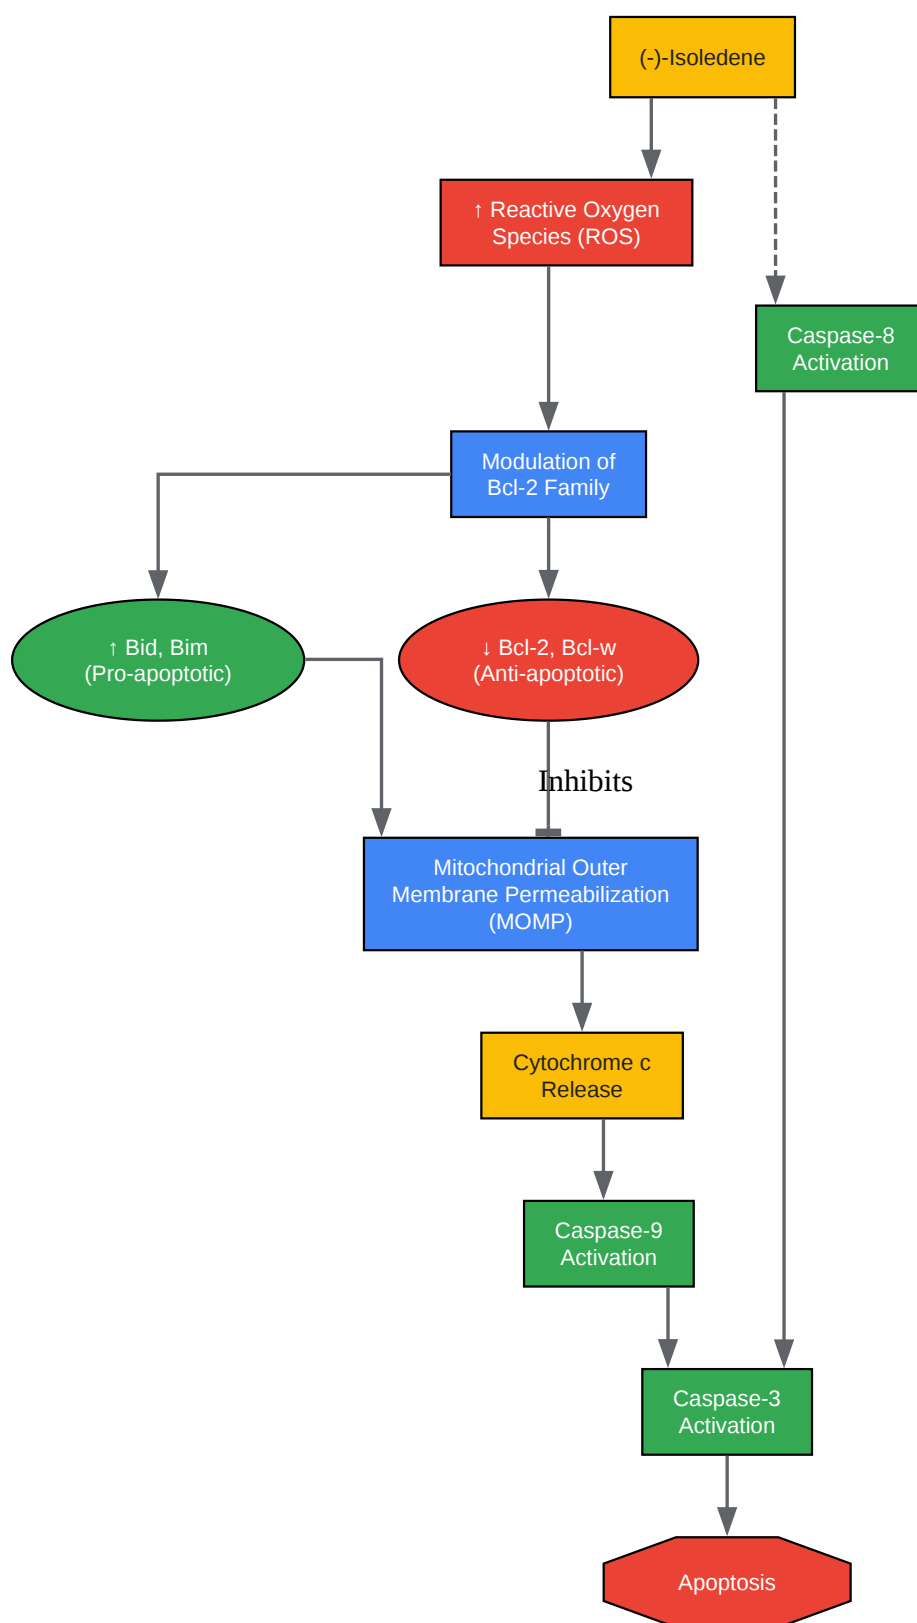 (-)-Isoledene
↑ Reactive Oxygen
Species (ROS)
Caspase-8
Activation
Modulation of
Bcl-2 Family
↑ Bid, Bim
(Pro-apoptotic)
↓ Bcl-2, Bcl-w
(Anti-apoptotic)
Inhibits
Mitochondrial Outer
Membrane Permeabilization
(MOMP)
Cytochrome c
Release
Caspase-9
Activation
Caspase-3
Activation
Apoptosis